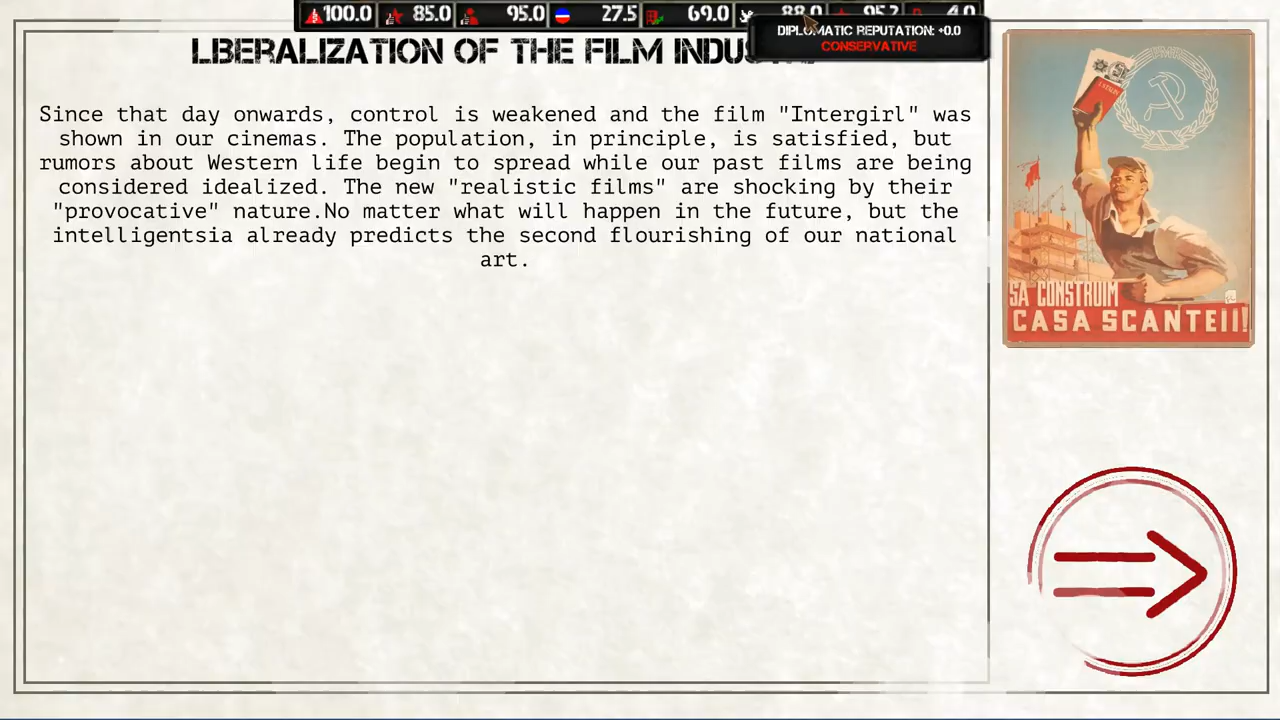 100.0 85.0 95.0 27.5 69.0 88.0 95.2 4.0
DIPLOMATIC REPUTATION: +0.0
CONSERVATIVE
LBERALIZATION OF THE FILM
Since that day onwards, control is weakened and the film "Intergirl" was
shown in our cinemas. The population, in principle, is satisfied, but
rumors about Western life begin to spread while our past films are being
considered idealized. The new "realistic films" are shocking by their
"provocative" nature.No matter what will happen in the future, but the
intelligentsia already predicts the second flourishing of our national
art.
SA CONSTRUIM
CASA SCANTEII!